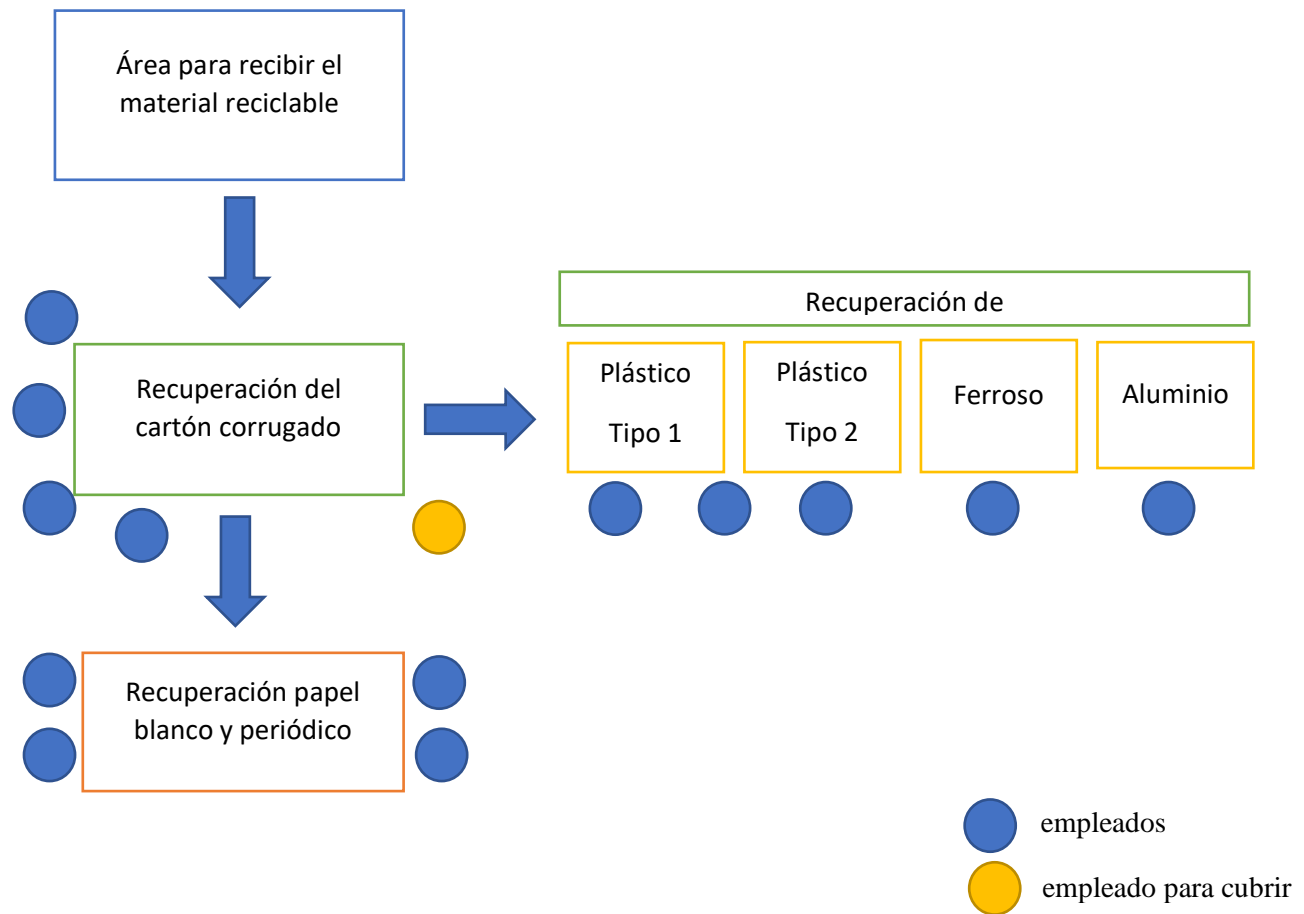 Área para recibir el
material reciclable
Recuperación del
cartón corrugado
Recuperación de
Plástico
Tipo 1
Plástico
Tipo 2
Ferroso
Aluminio
Recuperación papel
blanco y periódico
empleados
empleado para cubrir